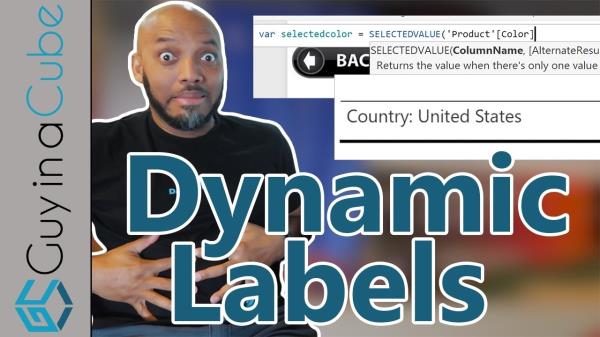 Guy in a Cube
var selectedcolor = SELECTEDVALUE('Product'[Color]
SELECTEDVALUE(ColumnName, [AlternateResu
Returns the value when there's only one value
BAC
Country: United States
Dynamic
Labels